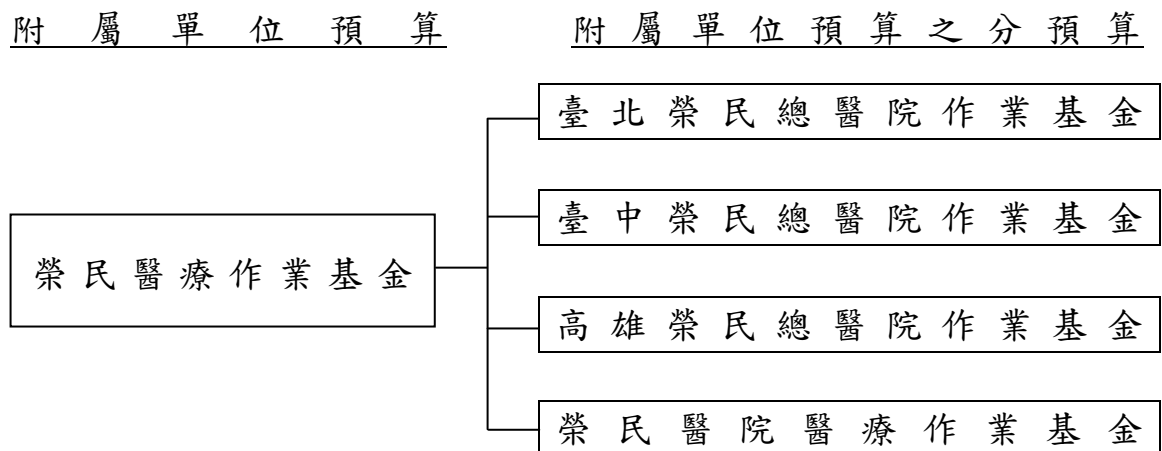 附屬單位預算 附屬單位預算之分預算
臺北榮民總醫院作業基金
臺中榮民總醫院作業基金
榮民醫療作業基金
高雄榮民總醫院作業基金
榮民醫院醫療作業基金